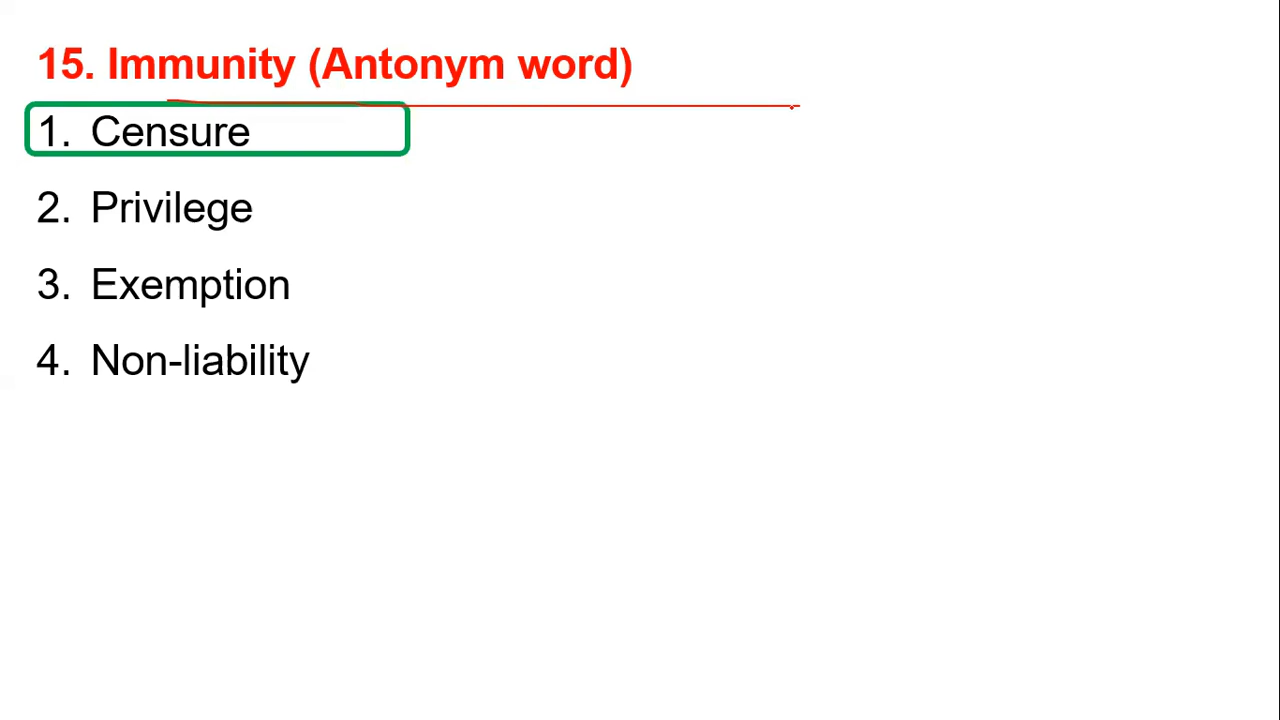 15. Immunity (Antonym word)
1. Censure
2. Privilege
3. Exemption
4. Non-liability